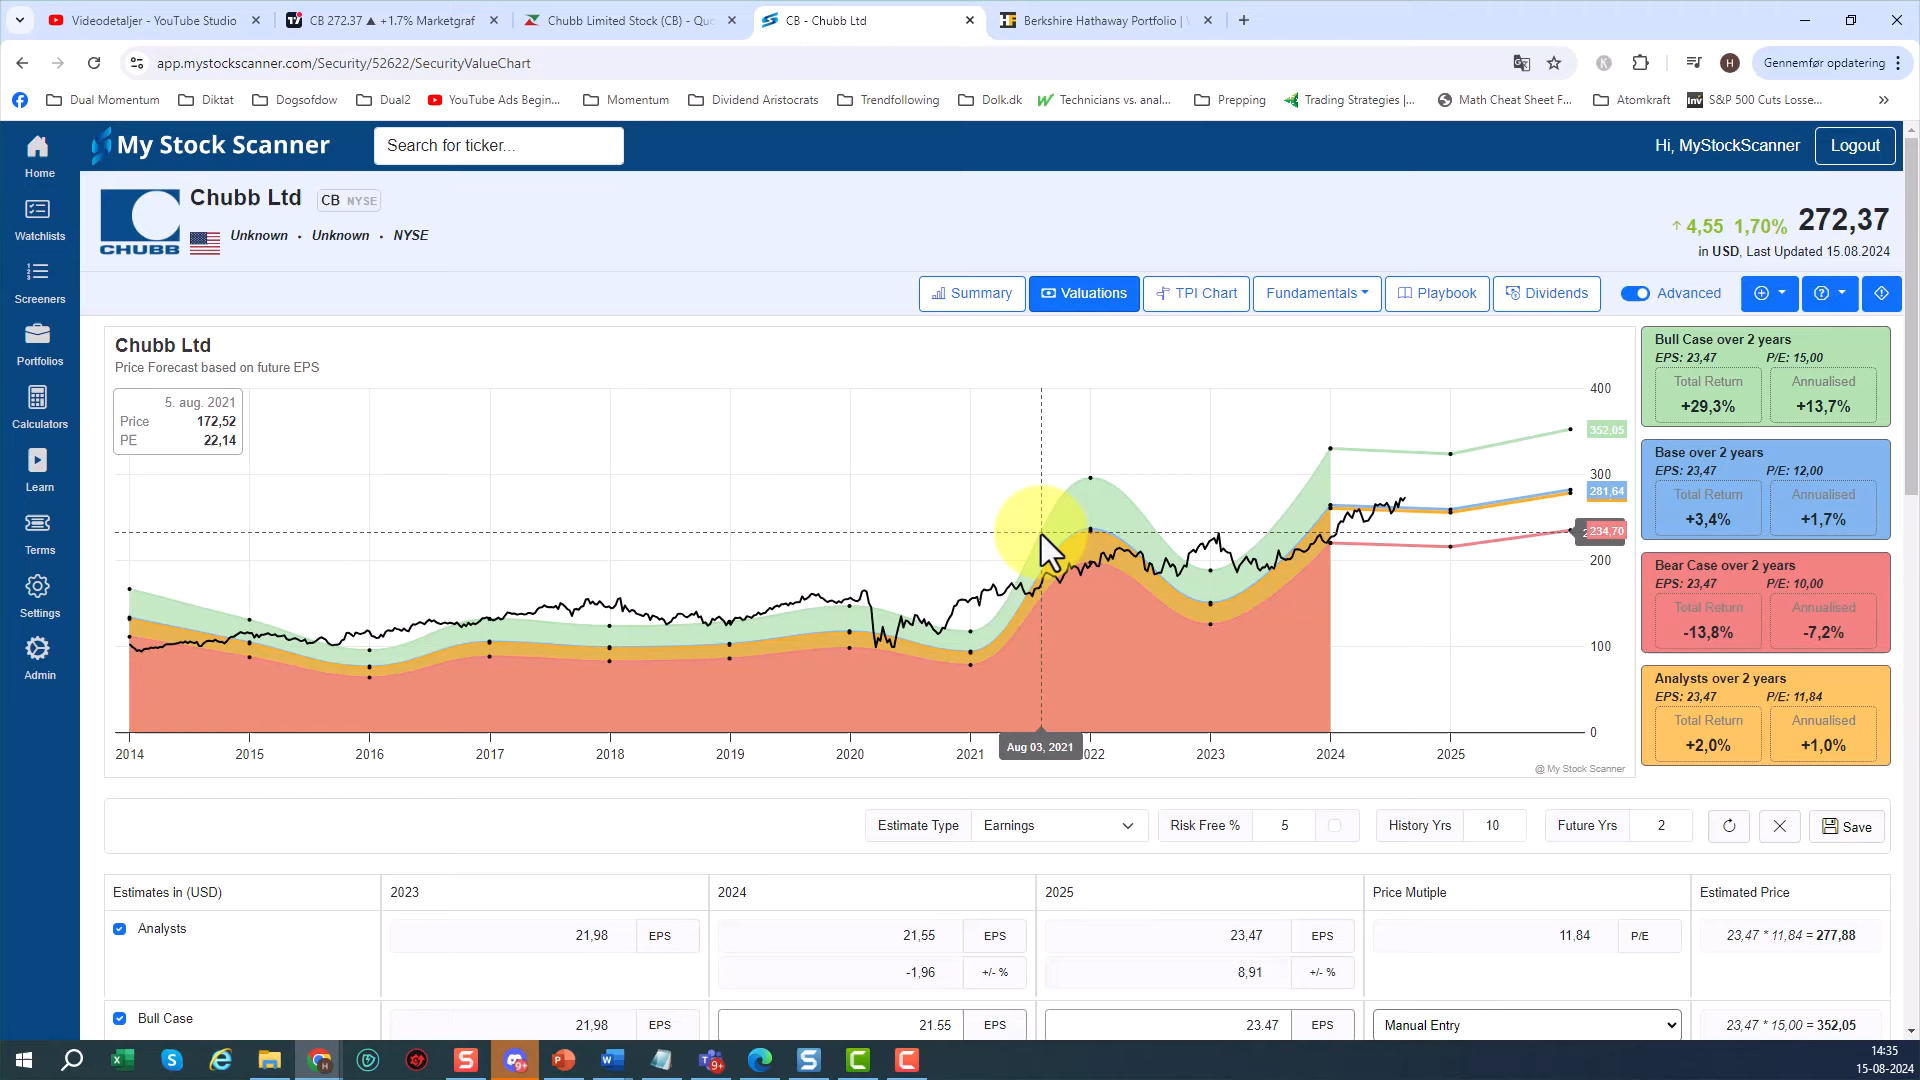 Videodetaljer - YouTube Studio
CB 272.37 ▲ +1.7% Marketgraf
Chubb Limited Stock (CB) - Quo
CB - Chubb Ltd
Berkshire Hathaway Portfolio |
app.mystockscanner.com/Security/52622/SecurityValueChart
H
Gennemfør opdatering
Dual Momentum
Diktat
Dogsofdow
Dual2
YouTube Ads Begin...
Momentum
Dividend Aristocrats
Trendfollowing
Dolk.dk
Technicians vs. anal...
Prepping
Trading Strategies |...
Math Cheat Sheet F...
Atomkraft
S&P 500 Cuts Losse...
Home
Watchlists
Screeners
Portfolios
Calculators
Learn
Terms
Settings
Admin
My Stock Scanner
Search for ticker...
Hi, MyStockScanner
Logout
CHUBB
Chubb Ltd
CB NYSE
Unknown • Unknown • NYSE
↑ 4,55 1,70% 272,37
in USD, Last Updated 15.08.2024
Summary
Valuations
TPI Chart
Fundamentals
Playbook
Dividends
Advanced
Chubb Ltd
Price Forecast based on future EPS
5. aug. 2021
Price 172,52
PE 22,14
400
352,05
300
281,64
234,70
200
100
0
2014 2015 2016 2017 2018 2019 2020 2021 Aug 03, 2021 2023 2024 2025
@ My Stock Scanner
Bull Case over 2 years
EPS: 23,47 P/E: 15,00
Total Return Annualised
+29,3% +13,7%
Base over 2 years
EPS: 23,47 P/E: 12,00
Total Return Annualised
+3,4% +1,7%
Bear Case over 2 years
EPS: 23,47 P/E: 10,00
Total Return Annualised
-13,8% -7,2%
Analysts over 2 years
EPS: 23,47 P/E: 11,84
Total Return Annualised
+2,0% +1,0%
Estimate Type Earnings
Risk Free % 5
History Yrs 10
Future Yrs 2
Save
Estimates in (USD) 2023 2024 2025 Price Mutiple Estimated Price
Analysts 21,98 EPS 21,55 EPS 23,47 EPS 11,84 P/E 23,47 * 11,84 = 277,88
-1,96 +/- % 8,91 +/- %
Bull Case 21,98 EPS 21.55 EPS 23.47 EPS Manual Entry 23,47 * 15,00 = 352,05
14:35
15-08-2024